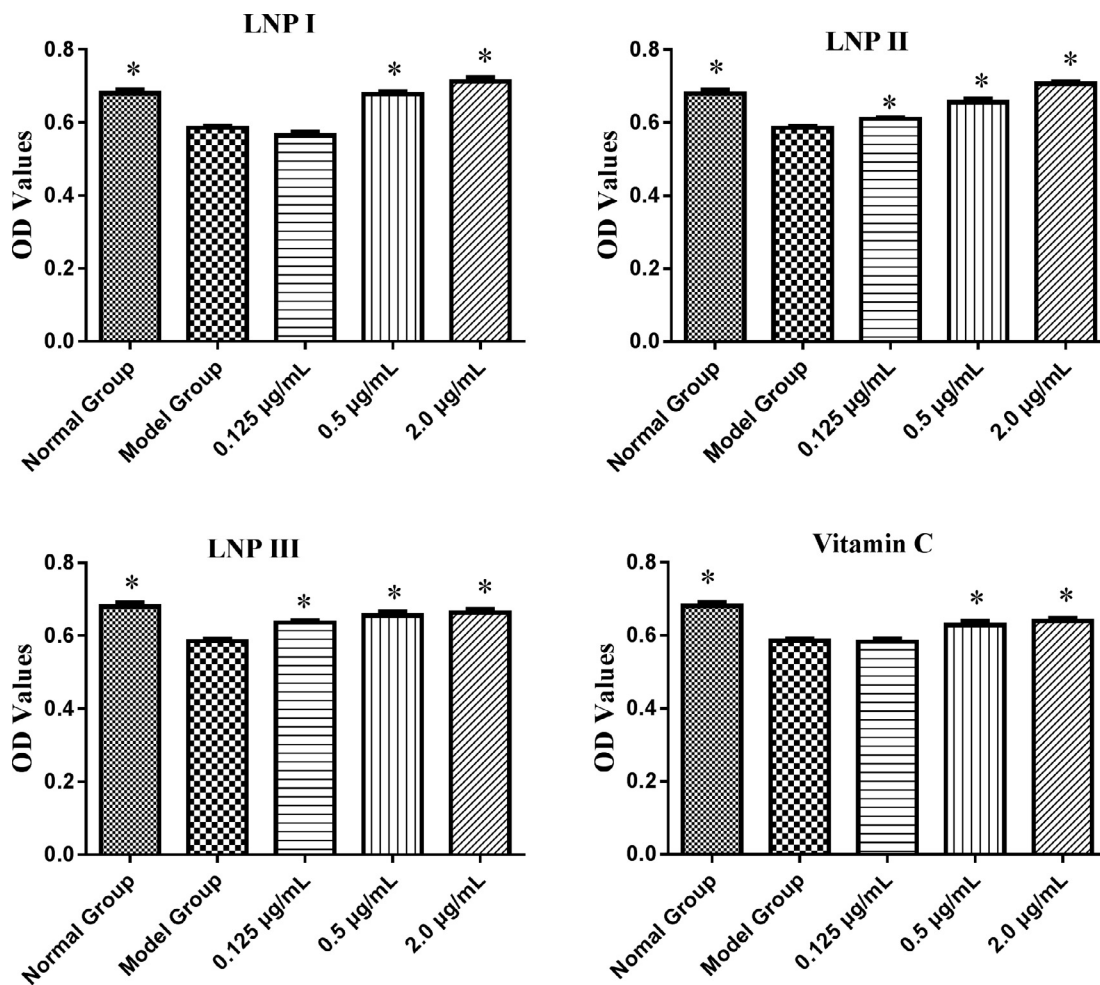 LNP I
*
*
*
0.8
0.6
0.4
0.2
0.0
OD Values
Normal Group
Model Group
0.125 µg/mL
0.5 µg/mL
2.0 µg/mL
LNP II
*
*
*
*
0.8
0.6
0.4
0.2
0.0
OD Values
Normal Group
Model Group
0.125 µg/mL
0.5 µg/mL
2.0 µg/mL
LNP III
*
*
*
*
0.8
0.6
0.4
0.2
0.0
OD Values
Normal Group
Model Group
0.125 µg/mL
0.5 µg/mL
2.0 µg/mL
Vitamin C
*
*
*
0.8
0.6
0.4
0.2
0.0
OD Values
Normal Group
Model Group
0.125 µg/mL
0.5 µg/mL
2.0 µg/mL